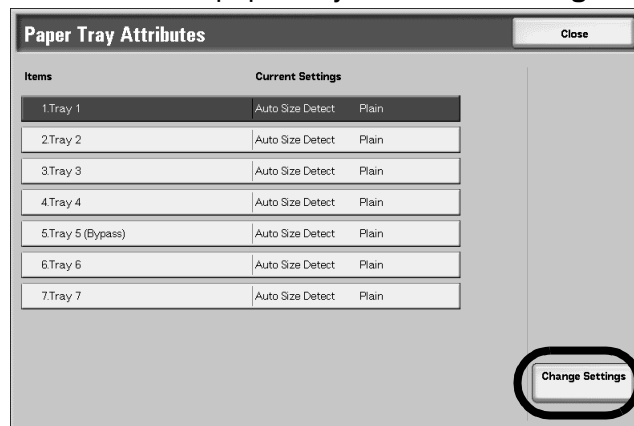 Paper Tray Attributes Close
Items Current Settings
1.Tray 1 Auto Size Detect Plain
2.Tray 2 Auto Size Detect Plain
3.Tray 3 Auto Size Detect Plain
4.Tray 4 Auto Size Detect Plain
5.Tray 5 (Bypass) Auto Size Detect Plain
6.Tray 6 Auto Size Detect Plain
7.Tray 7 Auto Size Detect Plain
Change Settings